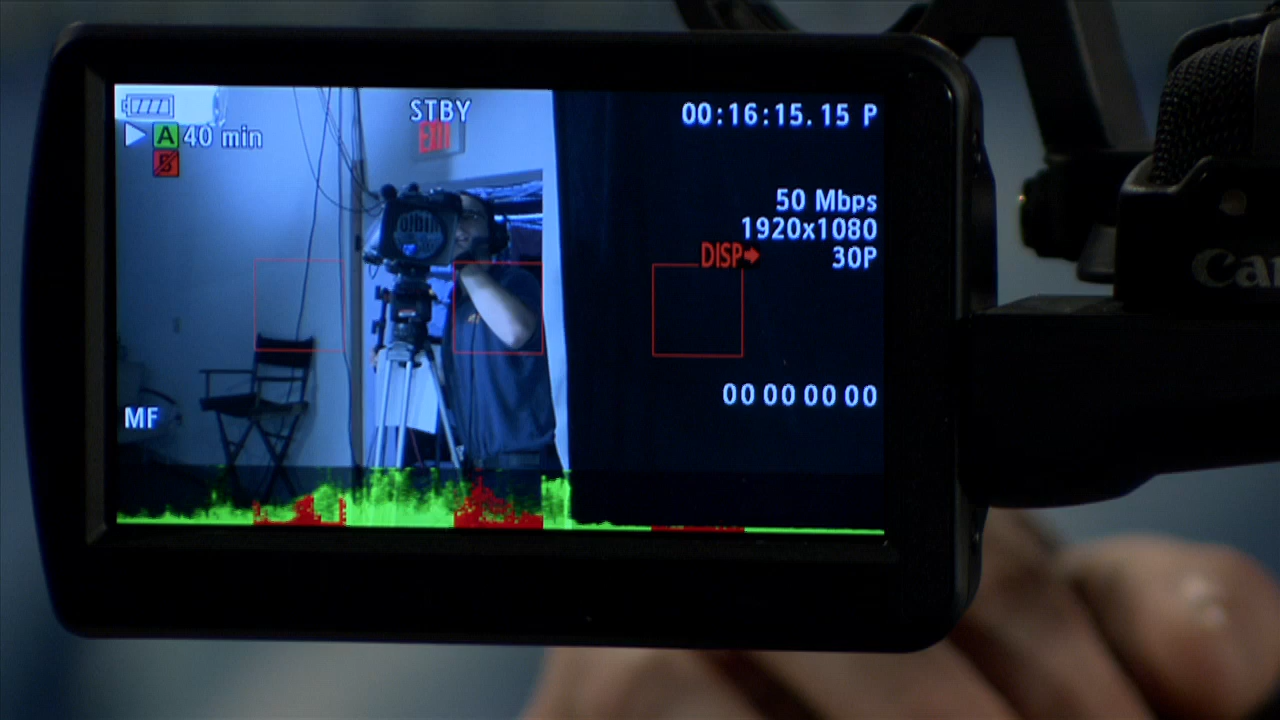 STBY
00:16:15.15 P
A 40 min
EXIT
50 Mbps
1920x1080
DISP
30P
00 00 00 00
MF